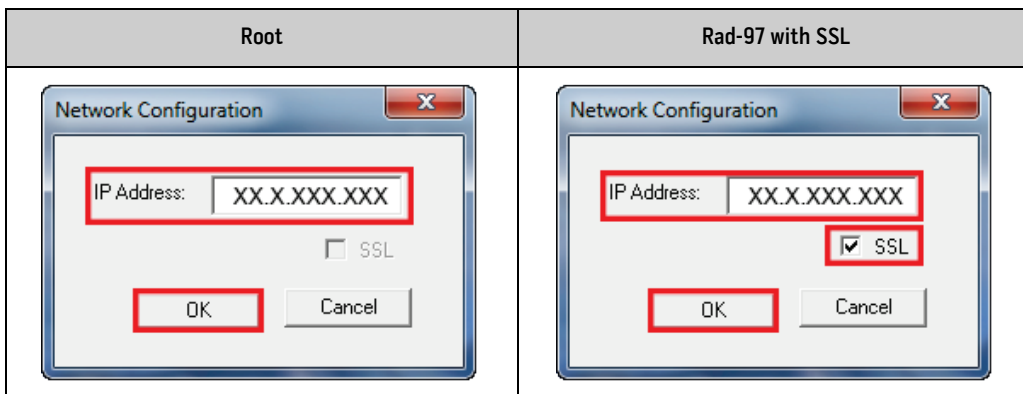 Root
Rad-97 with SSL
Network Configuration
X
IP Address:
XX.X.XXX.XXX
SSL
OK
Cancel
Network Configuration
X
IP Address:
XX.X.XXX.XXX
SSL
OK
Cancel